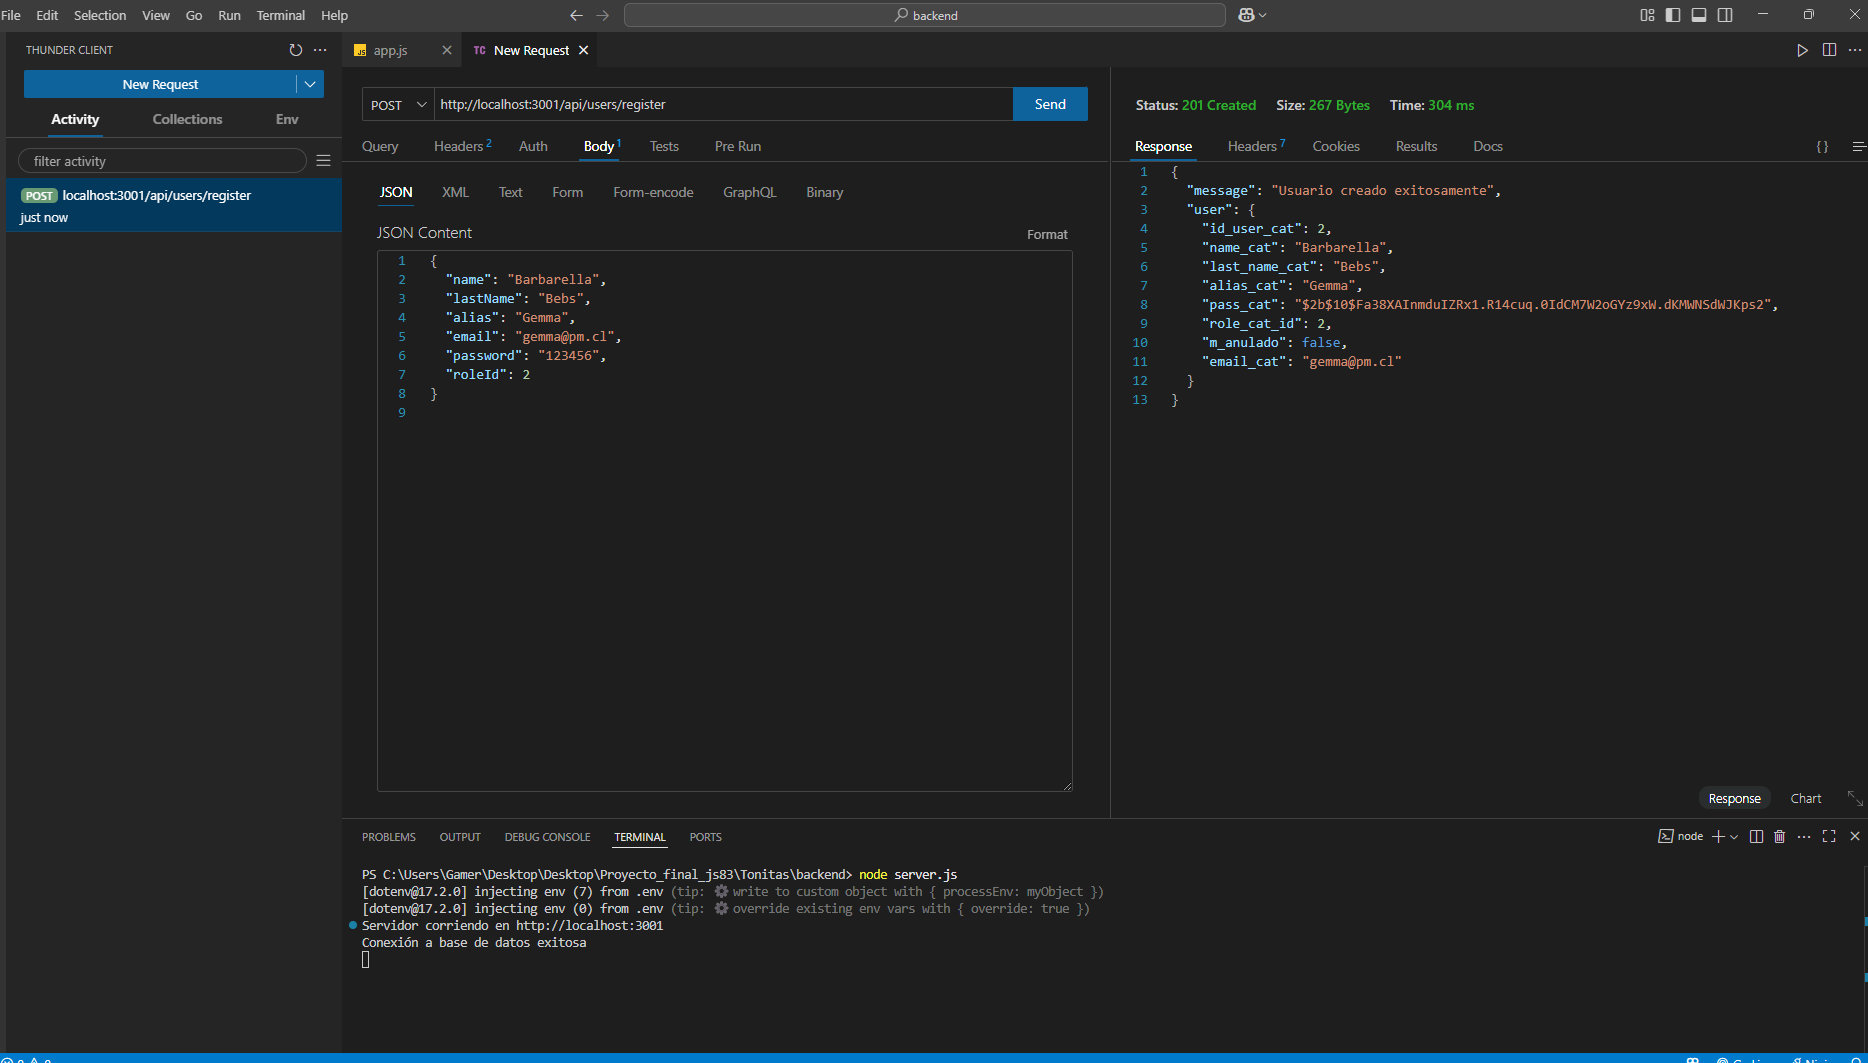 File Edit Selection View Go Run Terminal Help
backend
THUNDER CLIENT
New Request
Activity Collections Env
filter activity
POST localhost:3001/api/users/register
just now
JS app.js
TC New Request
POST http://localhost:3001/api/users/register Send
Query Headers 2 Auth Body 1 Tests Pre Run
JSON XML Text Form Form-encode GraphQL Binary
JSON Content
Format
1 {
2 "name": "Barbarella",
3 "lastName": "Bebs",
4 "alias": "Gemma",
5 "email": "gemma@pm.cl",
6 "password": "123456",
7 "roleId": 2
8 }
9
Status: 201 Created Size: 267 Bytes Time: 304 ms
Response Headers 7 Cookies Results Docs { }
1 {
2 "message": "Usuario creado exitosamente",
3 "user": {
4 "id_user_cat": 2,
5 "name_cat": "Barbarella",
6 "last_name_cat": "Bebs",
7 "alias_cat": "Gemma",
8 "pass_cat": "$2b$10$Fa38XAInmduIZRx1.R14cuq.0IdCM7W2oGYz9xW.dKMWNSdWJKps2",
9 "role_cat_id": 2,
10 "m_anulado": false,
11 "email_cat": "gemma@pm.cl"
12 }
13 }
Response Chart
PROBLEMS OUTPUT DEBUG CONSOLE TERMINAL PORTS
node
PS C:\Users\Gamer\Desktop\Desktop\Proyecto_final_js83\Tonitas\backend> node server.js
[dotenv@17.2.0] injecting env (7) from .env (tip: ⚙ write to custom object with { processEnv: myObject })
[dotenv@17.2.0] injecting env (0) from .env (tip: ⚙ override existing env vars with { override: true })
Servidor corriendo en http://localhost:3001
Conexión a base de datos exitosa